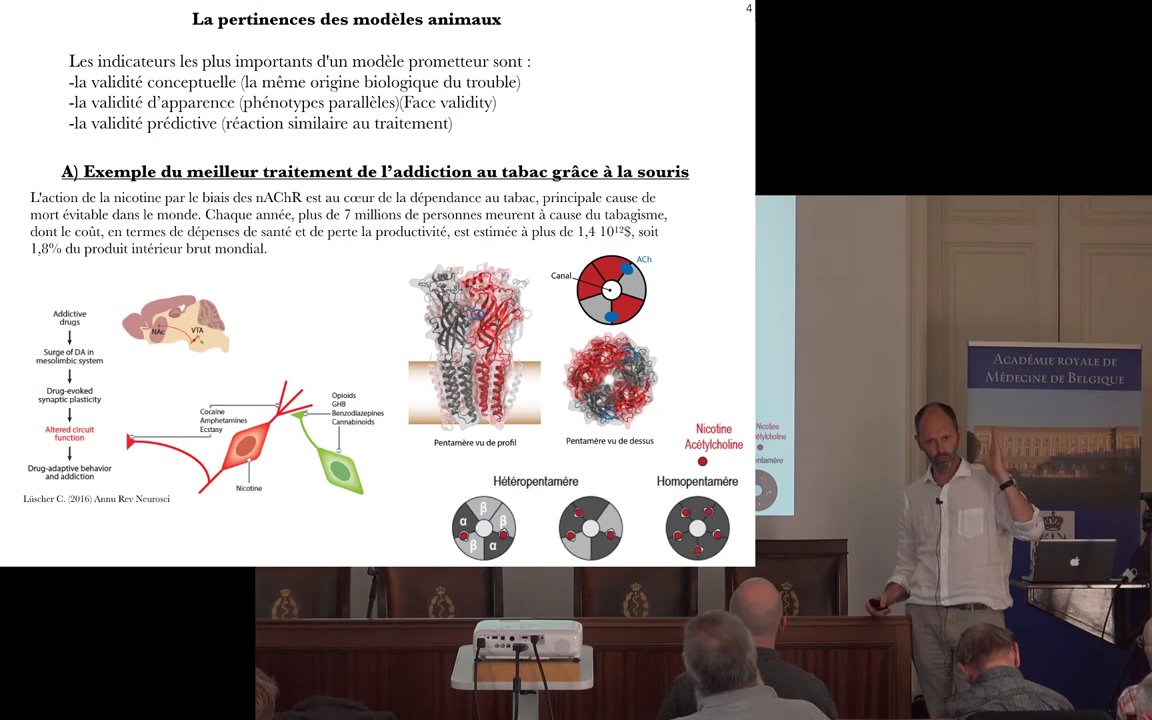 4
La pertinences des modèles animaux
Les indicateurs les plus importants d'un modèle prometteur sont :
-la validité conceptuelle (la même origine biologique du trouble)
-la validité d’apparence (phénotypes parallèles)(Face validity)
-la validité prédictive (réaction similaire au traitement)
A) Exemple du meilleur traitement de l’addiction au tabac grâce à la souris
L'action de la nicotine par le biais des nAChR est au cœur de la dépendance au tabac, principale cause de
mort évitable dans le monde. Chaque année, plus de 7 millions de personnes meurent à cause du tabagisme,
dont le coût, en termes de dépenses de santé et de perte la productivité, est estimée à plus de 1,4 10¹²$, soit
1,8% du produit intérieur brut mondial.
Addictive
drugs
Surge of DA in
mesolimbic system
Drug-evoked
synaptic plasticity
Altered circuit
function
Drug-adaptive behavior
and addiction
Lüscher C. (2016) Annu Rev Neurosci
NAc
VTA
Cocaine
Amphetamines
Ecstasy
Nicotine
Opioids
GHB
Benzodiazepines
Cannabinoids
Canal
ACh
Pentamère vu de profil
Pentamère vu de dessus
Nicotine
Acétylcholine
Hétéropentamère
Homopentamère
β
α
β
β
α
Nicotine
ACADÉMIE ROYALE DE
MÉDECINE DE BELGIQUE